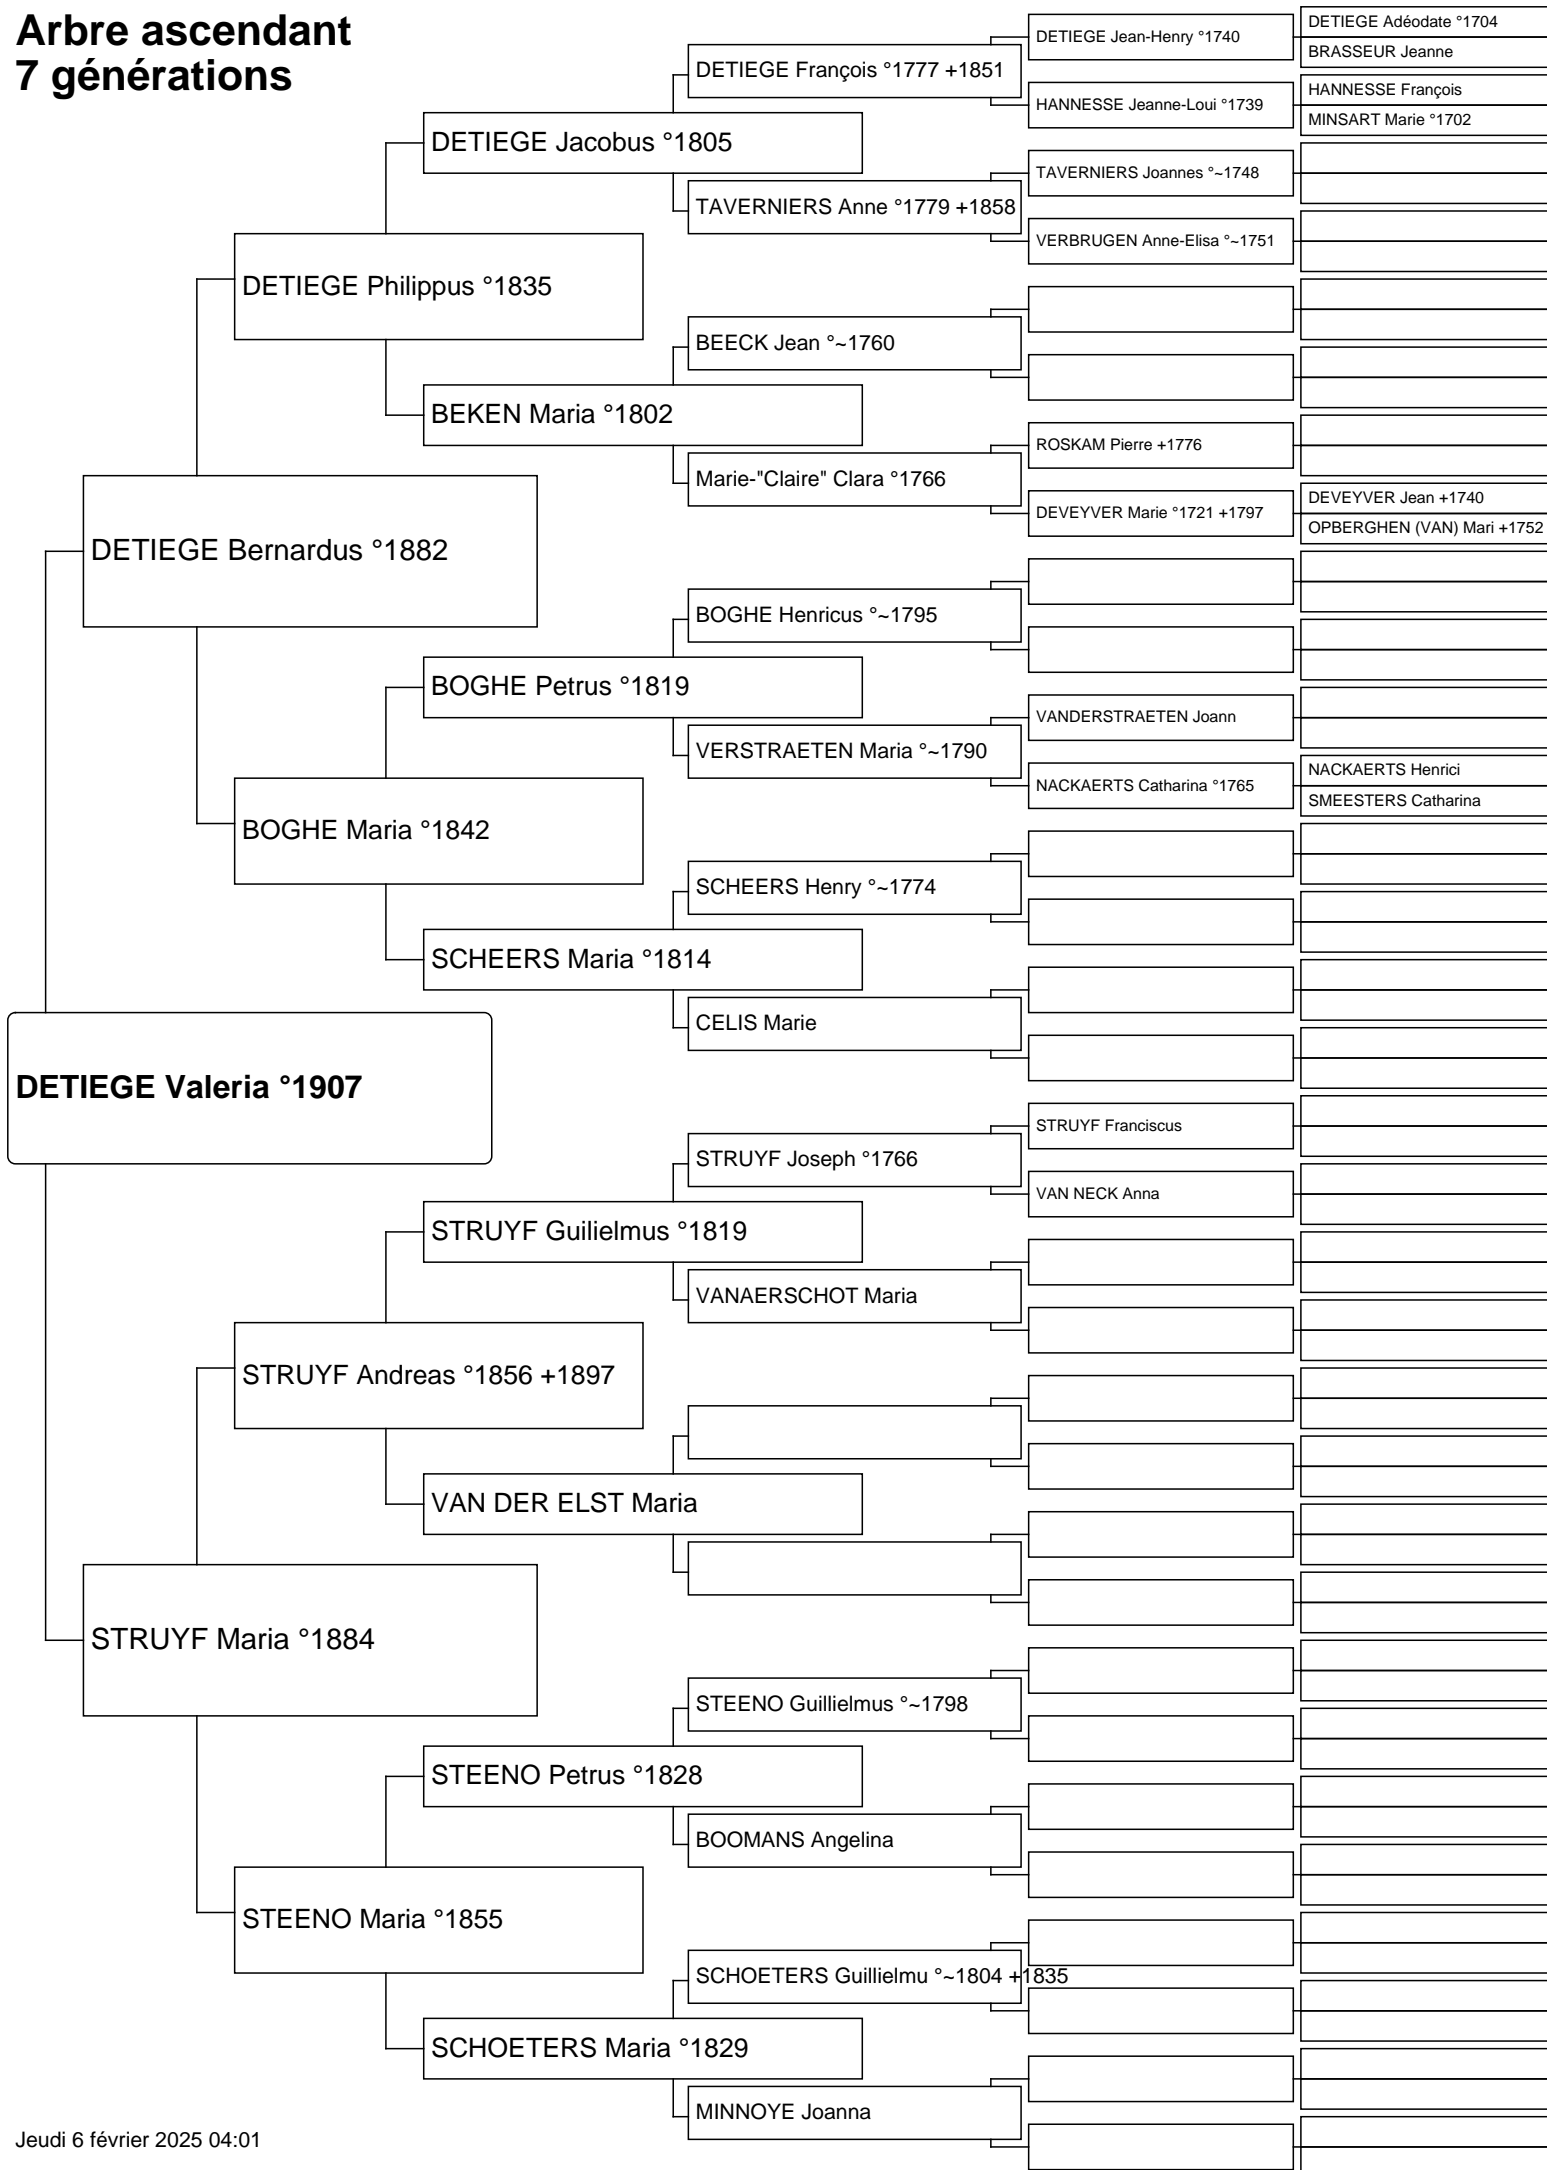 Arbre ascendant
7 générations
DETIEGE Valeria °1907
DETIEGE Bernardus °1882
STRUYF Maria °1884
DETIEGE Philippus °1835
BOGHE Maria °1842
STRUYF Andreas °1856 +1897
STEENO Maria °1855
DETIEGE Jacobus °1805
BEKEN Maria °1802
BOGHE Petrus °1819
SCHEERS Maria °1814
STRUYF Guilielmus °1819
VAN DER ELST Maria
STEENO Petrus °1828
SCHOETERS Maria °1829
DETIEGE François °1777 +1851
TAVERNIERS Anne °1779 +1858
BEECK Jean °~1760
Marie-"Claire" Clara °1766
BOGHE Henricus °~1795
VERSTRAETEN Maria °~1790
SCHEERS Henry °~1774
CELIS Marie
STRUYF Joseph °1766
VANAERSCHOT Maria
STEENO Guillielmus °~1798
BOOMANS Angelina
SCHOETERS Guillielmu °~1804 +1835
MINNOYE Joanna
DETIEGE Jean-Henry °1740
HANNESSE Jeanne-Loui °1739
TAVERNIERS Joannes °~1748
VERBRUGEN Anne-Elisa °~1751
ROSKAM Pierre +1776
DEVEYVER Marie °1721 +1797
VANDERSTRAETEN Joann
NACKAERTS Catharina °1765
STRUYF Franciscus
VAN NECK Anna
DETIEGE Adéodate °1704
BRASSEUR Jeanne
HANNESSE François
MINSART Marie °1702
DEVEYVER Jean +1740
OPBERGHEN (VAN) Mari +1752
NACKAERTS Henrici
SMEESTERS Catharina
Jeudi 6 février 2025 04:01